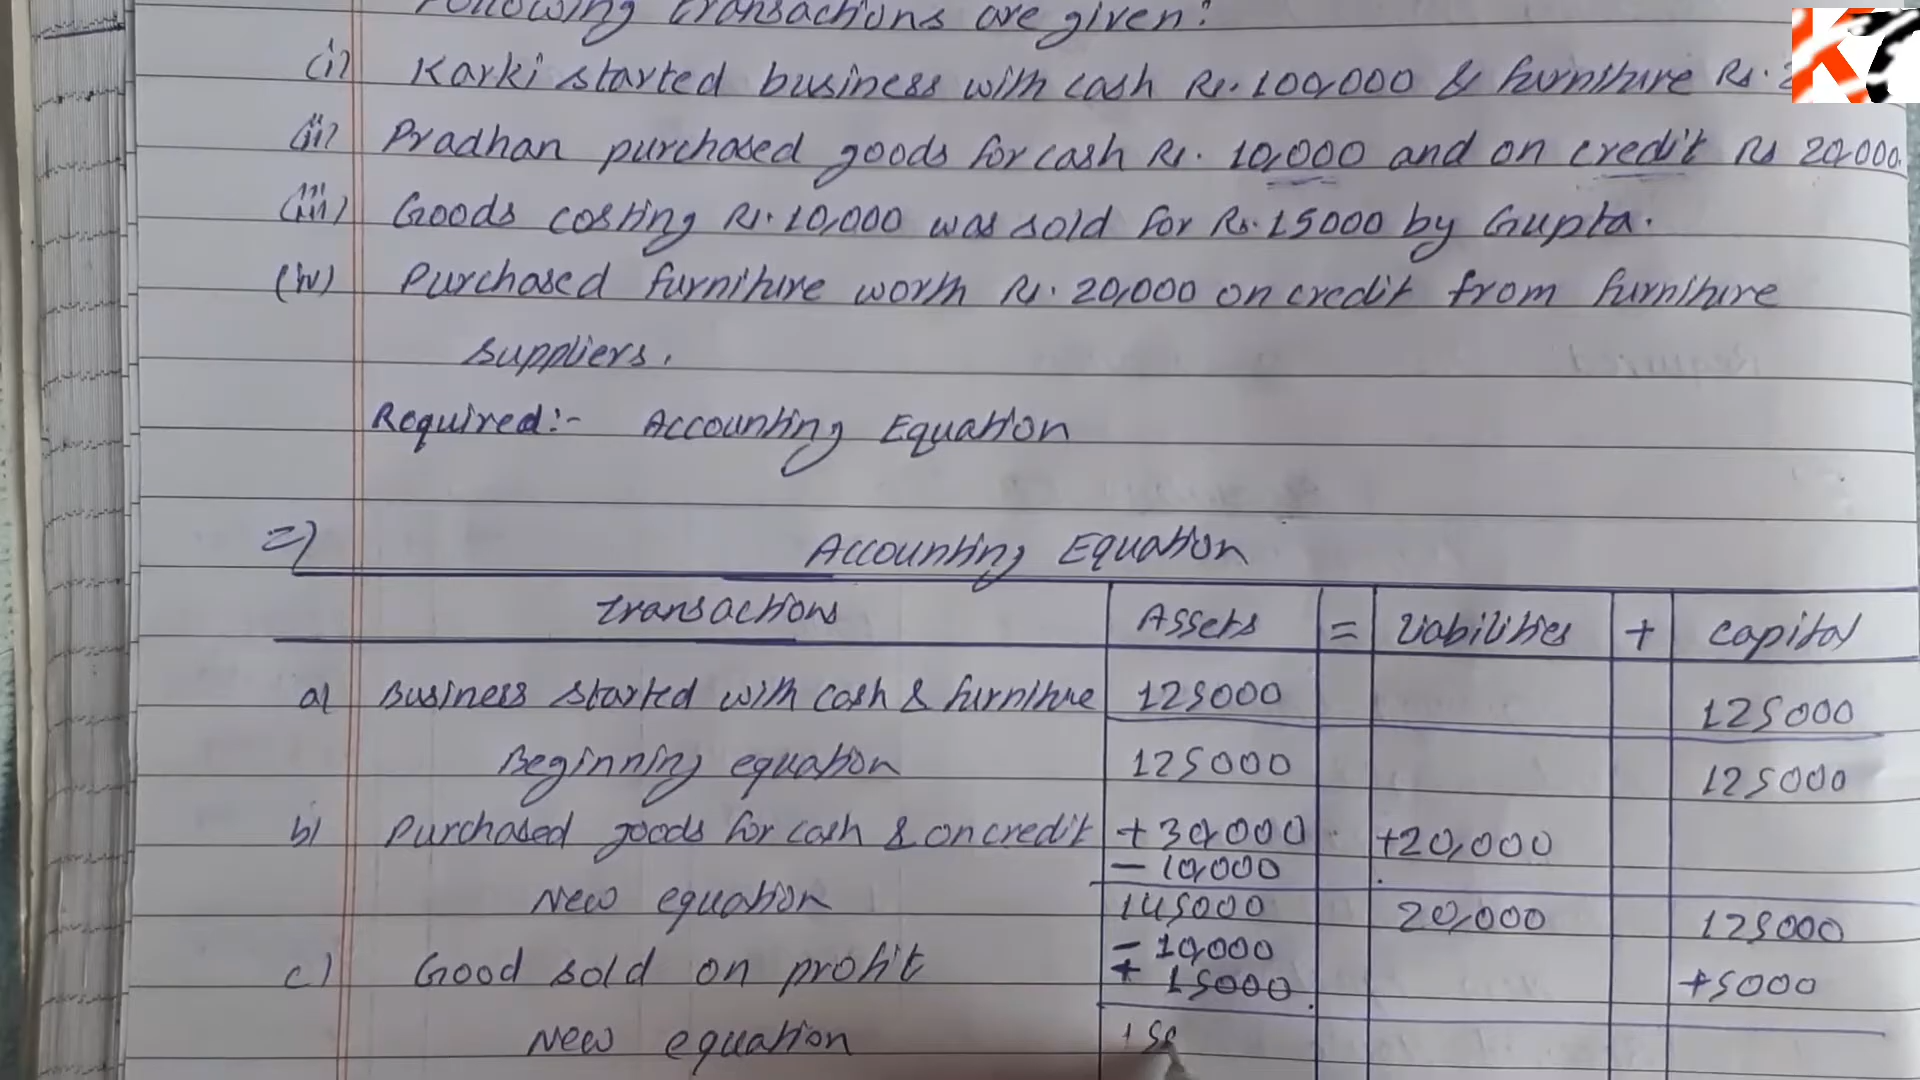 Following transactions are given:
(i) Karki started business with cash Rs. 100,000 & furniture Rs. 2
(ii) Pradhan purchased goods for cash Rs. 10,000 and on credit Rs 20,000.
(iii) Goods costing Rs. 10,000 was sold for Rs. 15000 by Gupta.
(iv) Purchased furniture worth Rs. 20,000 on credit from furniture
suppliers.
Required:- Accounting Equation
=) Accounting Equation
transactions Assets = Liabilities + capital
a) Business started with cash & furniture 125000 125000
Beginning equation 125000 125000
b) Purchased goods for cash & on credit +30,000 +20,000
- 10,000
New equation 145000 20,000 125000
- 10,000
c) Good sold on profit + 15000 +5000
New equation 150